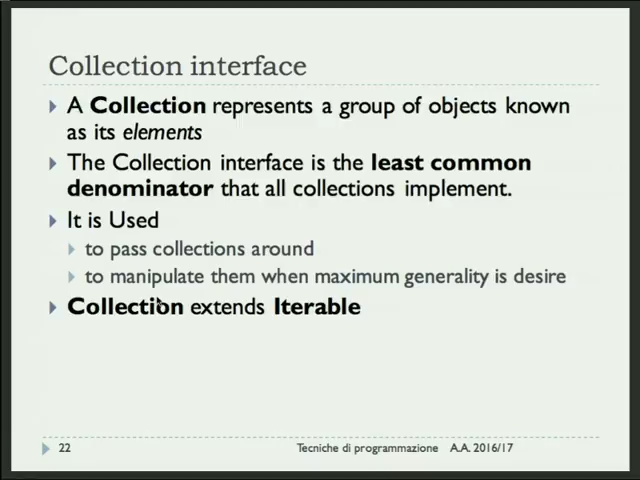 Collection interface
A Collection represents a group of objects known
as its elements
The Collection interface is the least common
denominator that all collections implement.
It is Used
to pass collections around
to manipulate them when maximum generality is desire
Collection extends Iterable
22 Tecniche di programmazione A.A. 2016/17